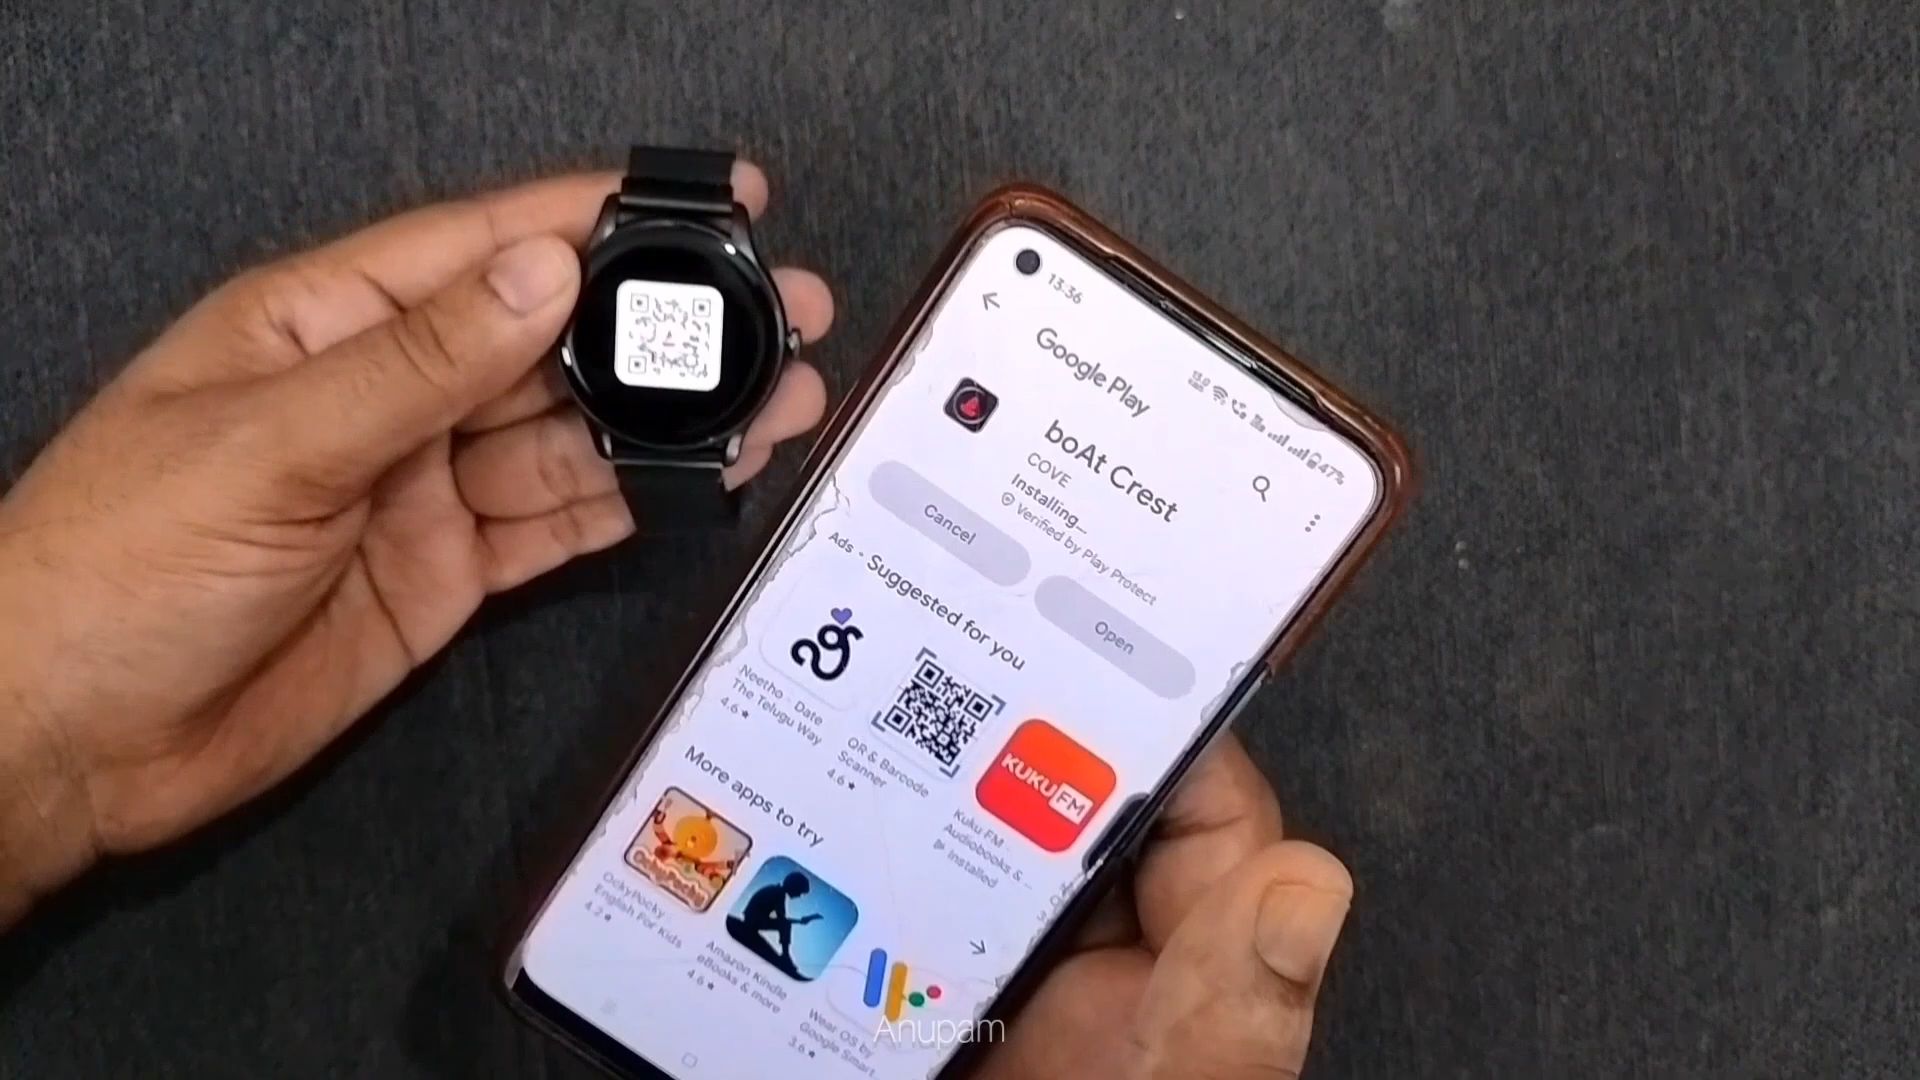 13:36
47%
Google Play
boAt Crest
COVE
Installing...
Verified by Play Protect
Cancel
Open
Ads · Suggested for you
Neetho - Date
The Telugu Way
4.6★
QR & Barcode
Scanner
4.6★
KUKU FM
Kuku FM -
Audiobooks & ...
Installed
More apps to try
OckyPocky
OckyPocky
English For Kids
4.2★
Amazon Kindle
eBooks & more
4.6★
Wear OS by
Google Smart...
3.6★
Anupam